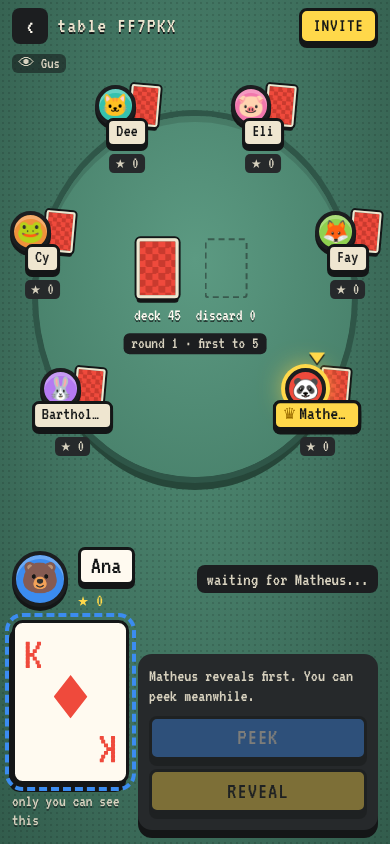 table FF7PKX
INVITE
Gus
Dee
Eli
★ 0
★ 0
Cy
Fay
★ 0
★ 0
deck 45
discard 0
round 1 · first to 5
Barthol…
Mathe…
★ 0
★ 0
Ana
★ 0
waiting for Matheus...
K
K
only you can see
this
Matheus reveals first. You can
peek meanwhile.
PEEK
REVEAL